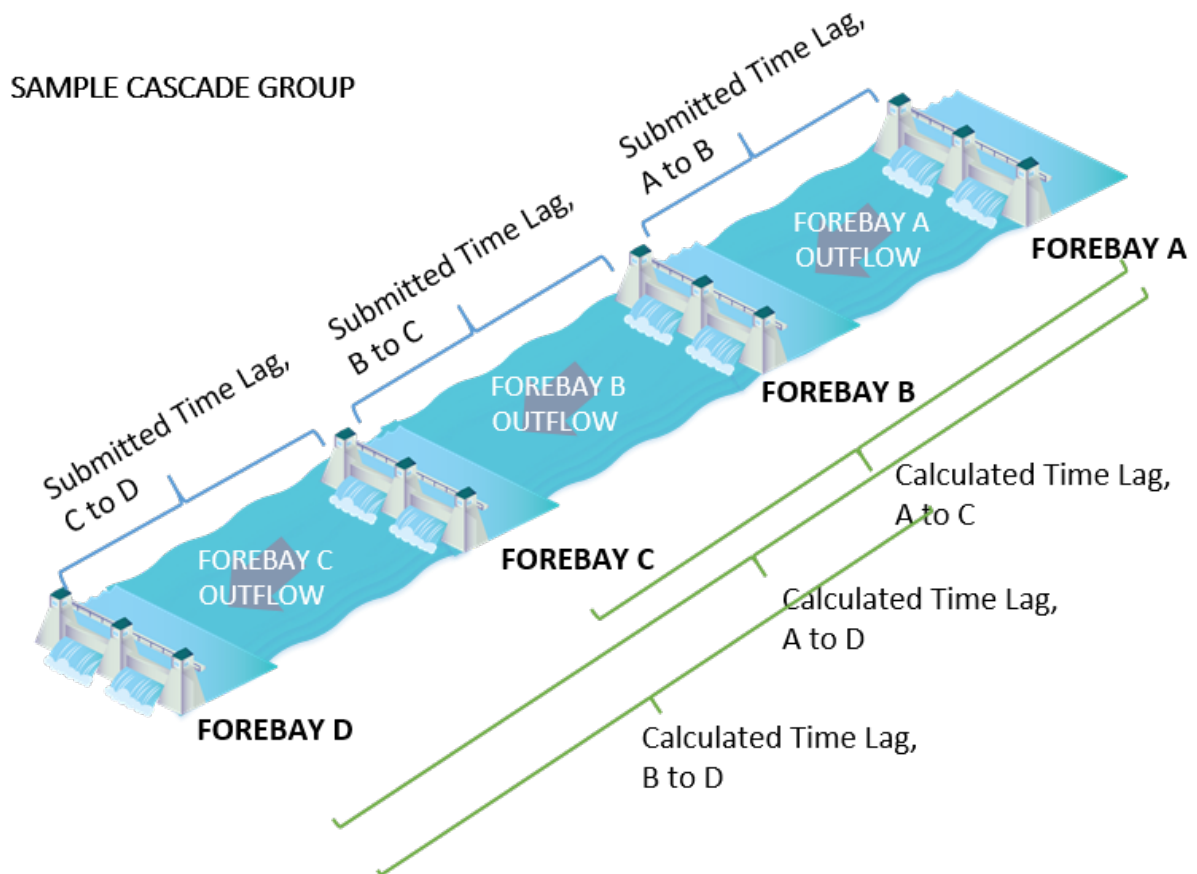 SAMPLE CASCADE GROUP
Submitted Time Lag,
A to B
Submitted Time Lag,
B to C
Submitted Time Lag,
C to D
FOREBAY A
OUTFLOW
FOREBAY A
FOREBAY B
OUTFLOW
FOREBAY B
FOREBAY C
OUTFLOW
FOREBAY C
FOREBAY D
Calculated Time Lag,
A to C
Calculated Time Lag,
A to D
Calculated Time Lag,
B to D